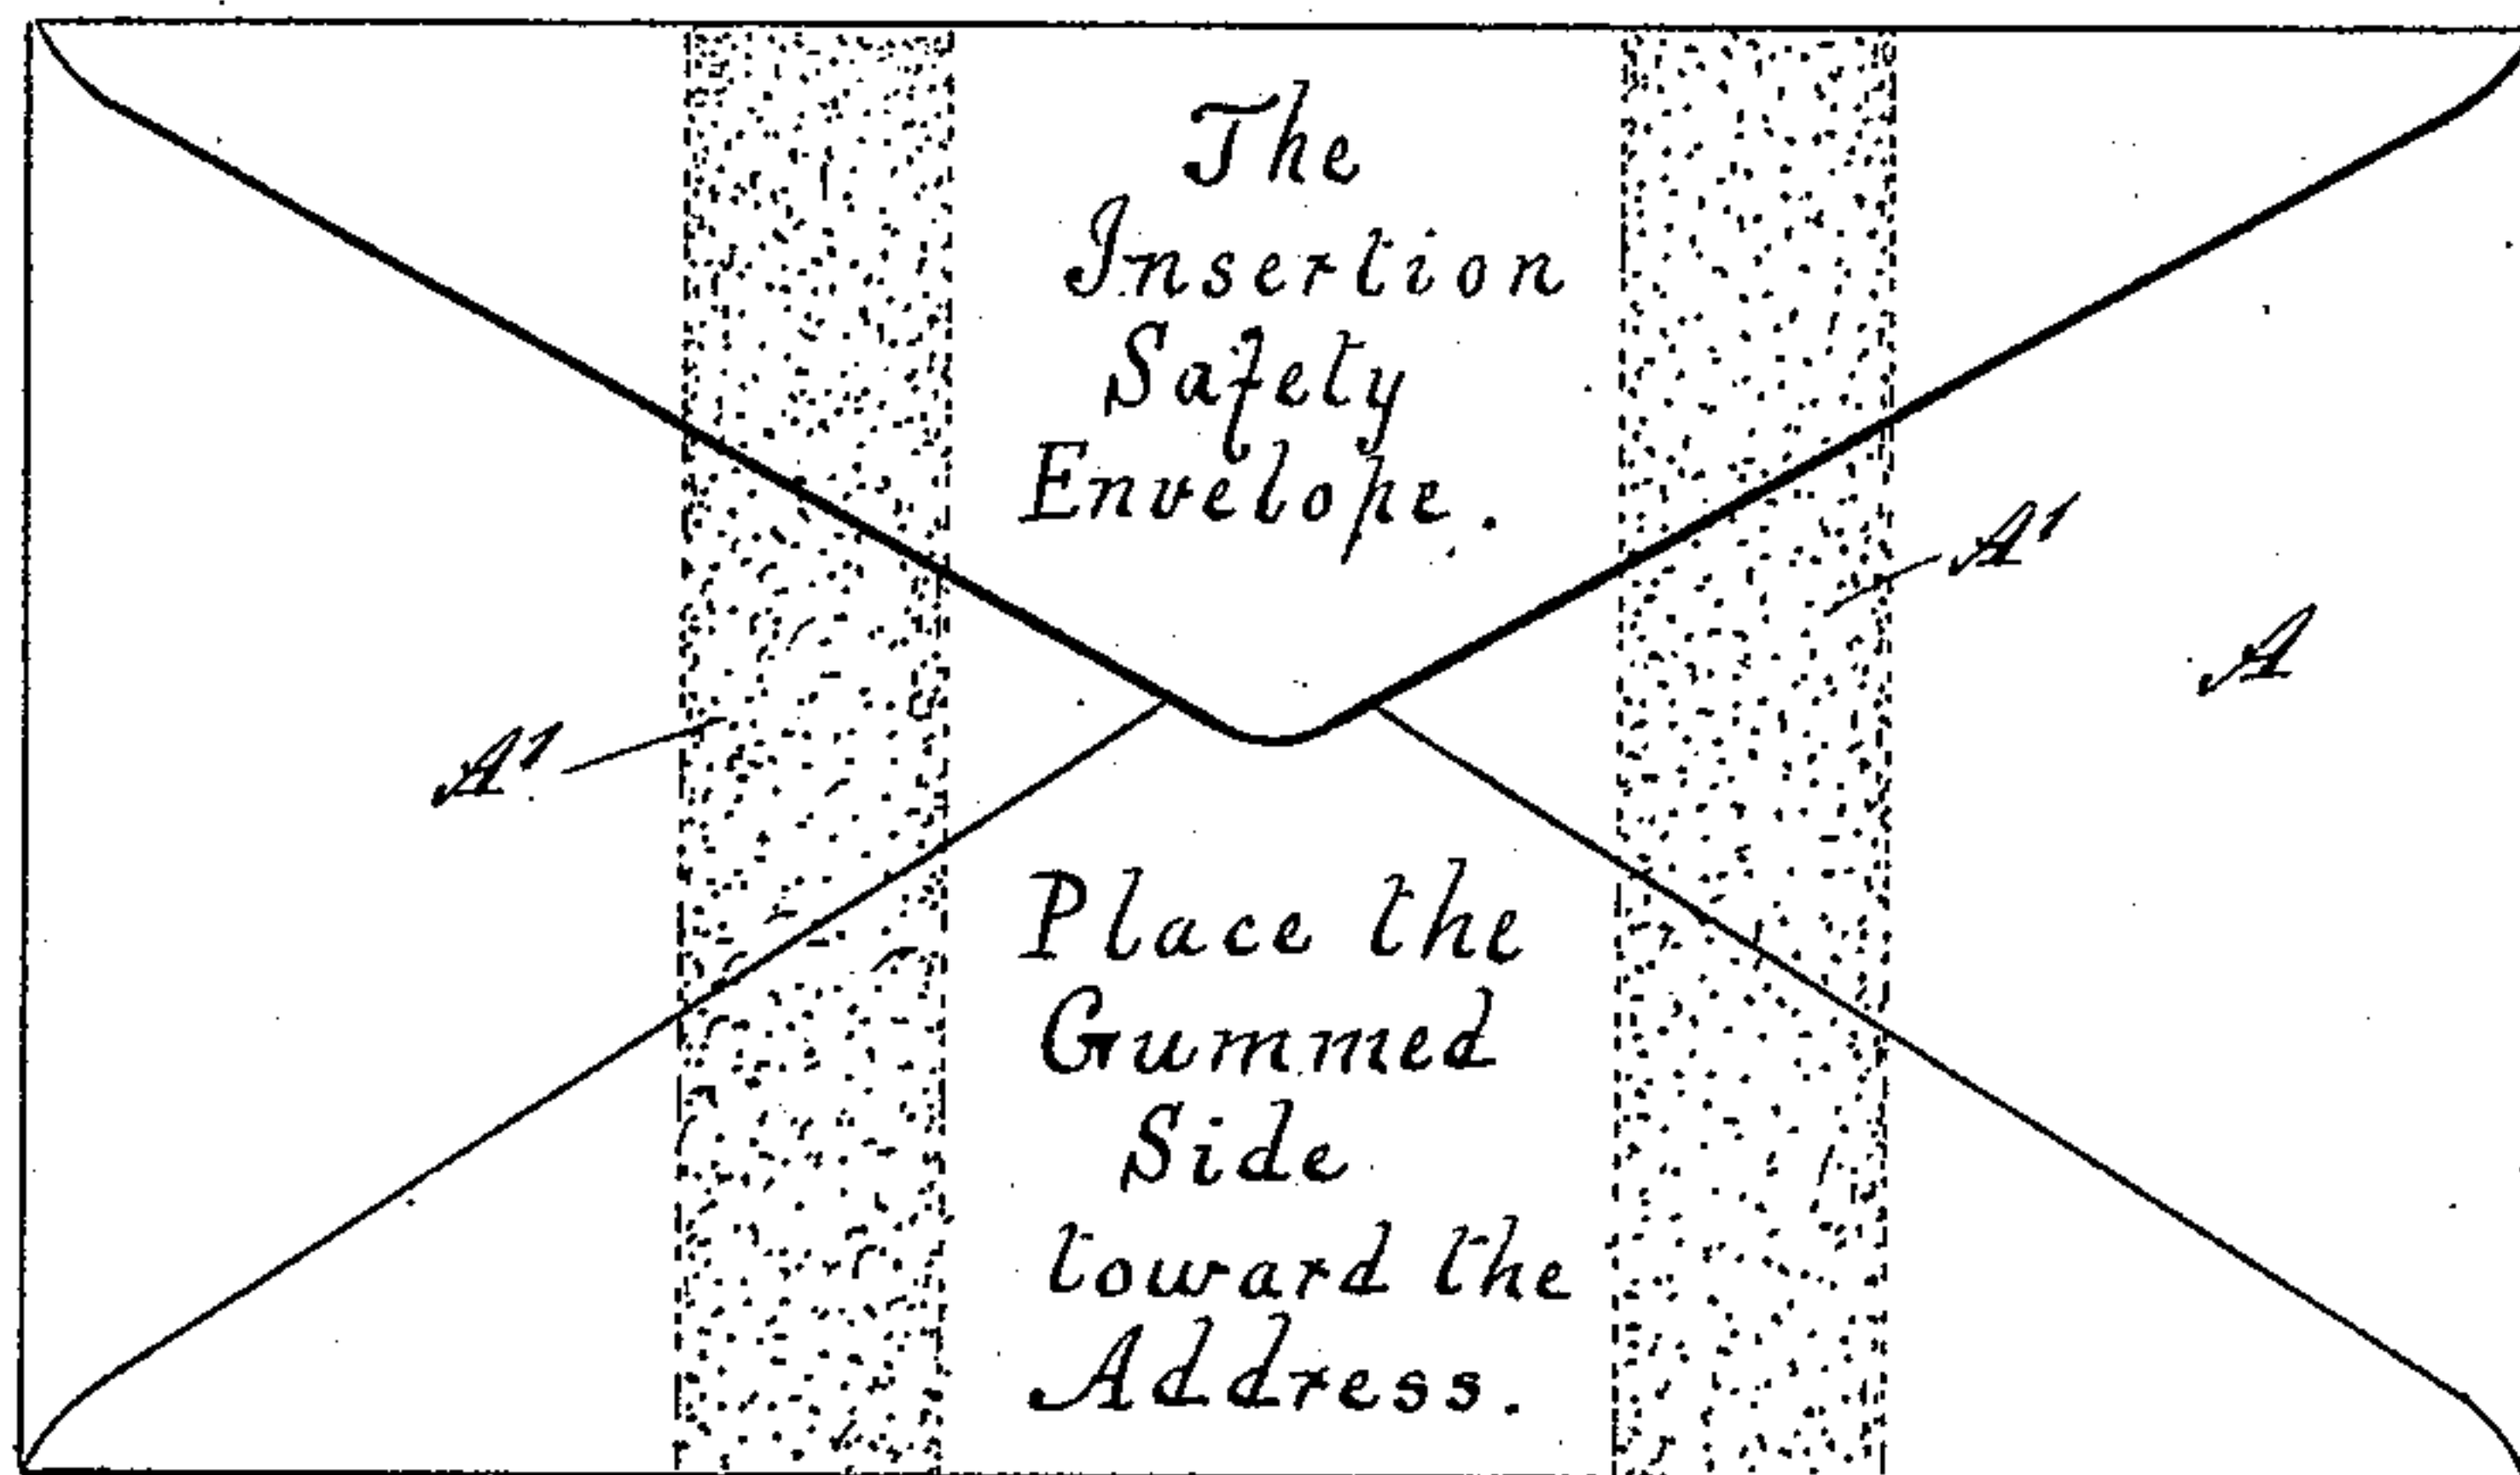 The
Insertion
Safety
Envelope.
A1
A
A1
Place the
Gummed
Side
toward the
Address.